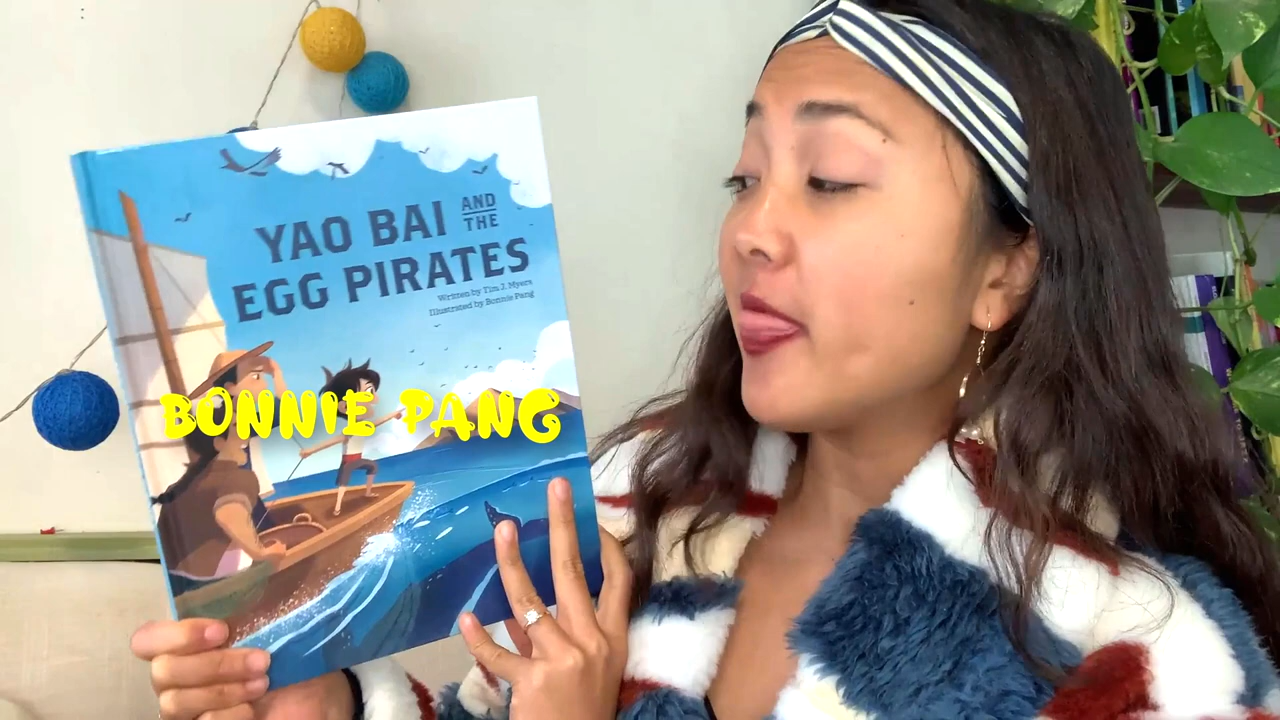 YAO BAI AND THE
EGG PIRATES
Written by Tim J. Myers
Illustrated by Bonnie Pang
BONNIE PANG